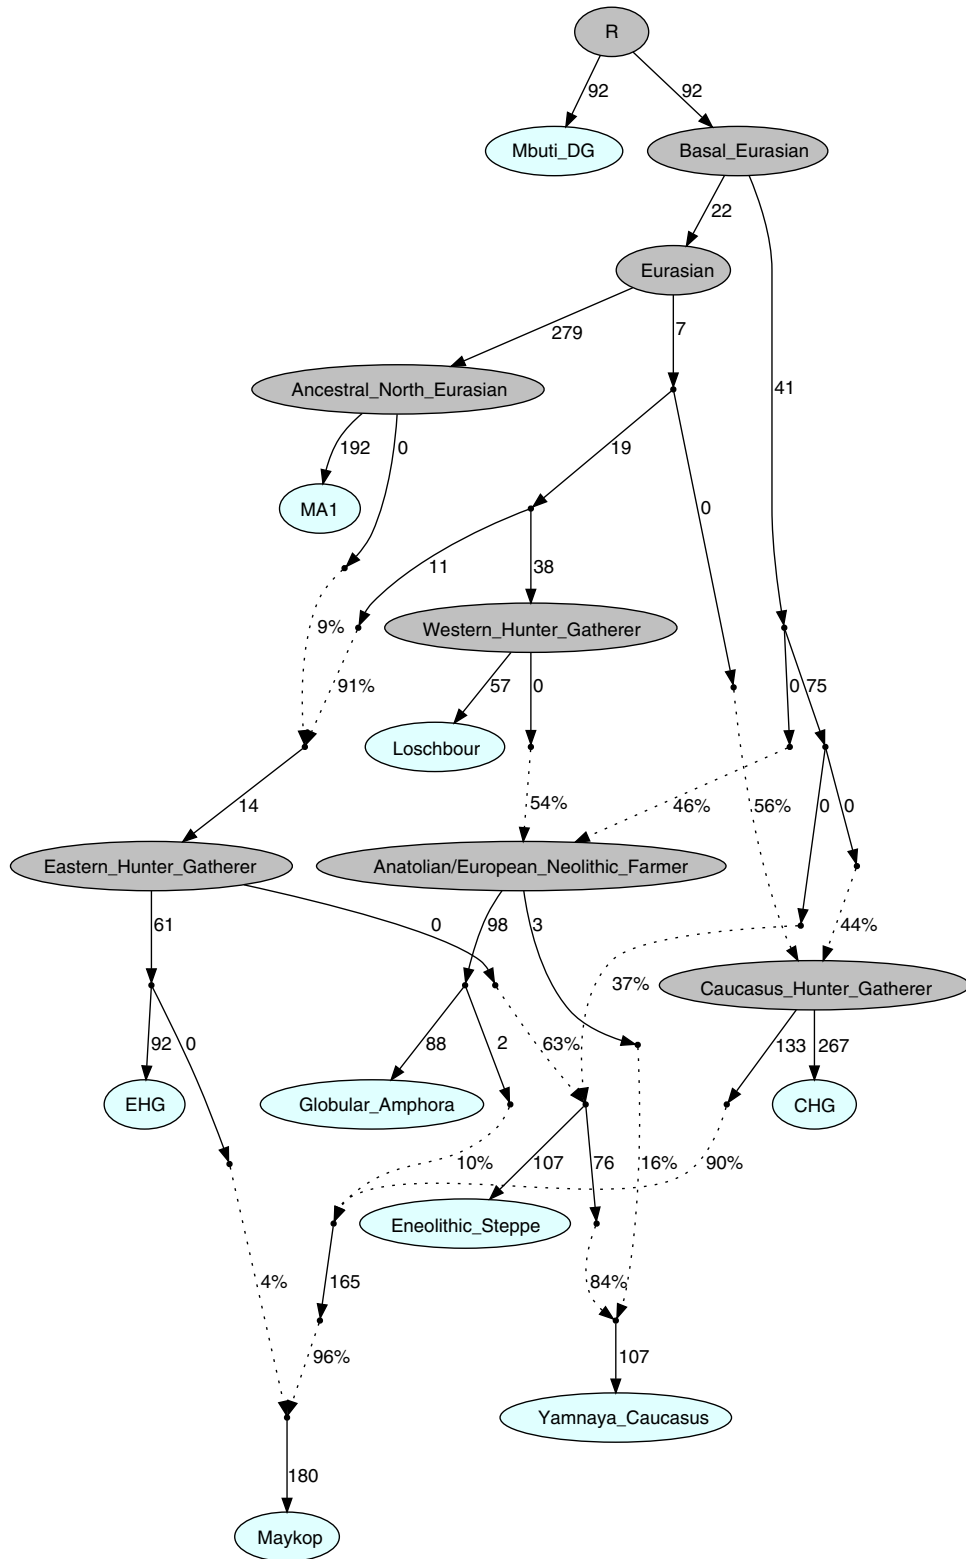 R
92
92
Mbuti_DG
Basal_Eurasian
22
Eurasian
279
7
41
Ancestral_North_Eurasian
192
0
19
MA1
0
11
38
9%
Western_Hunter_Gatherer
91%
57
0
0
75
Loschbour
14
54%
46%
56%
0
0
Eastern_Hunter_Gatherer
Anatolian/European_Neolithic_Farmer
61
0
98
3
44%
37%
Caucasus_Hunter_Gatherer
92
0
88
2
63%
133
267
EHG
Globular_Amphora
CHG
10%
107
76
16%
90%
Eneolithic_Steppe
4%
165
84%
96%
107
Yamnaya_Caucasus
180
Maykop